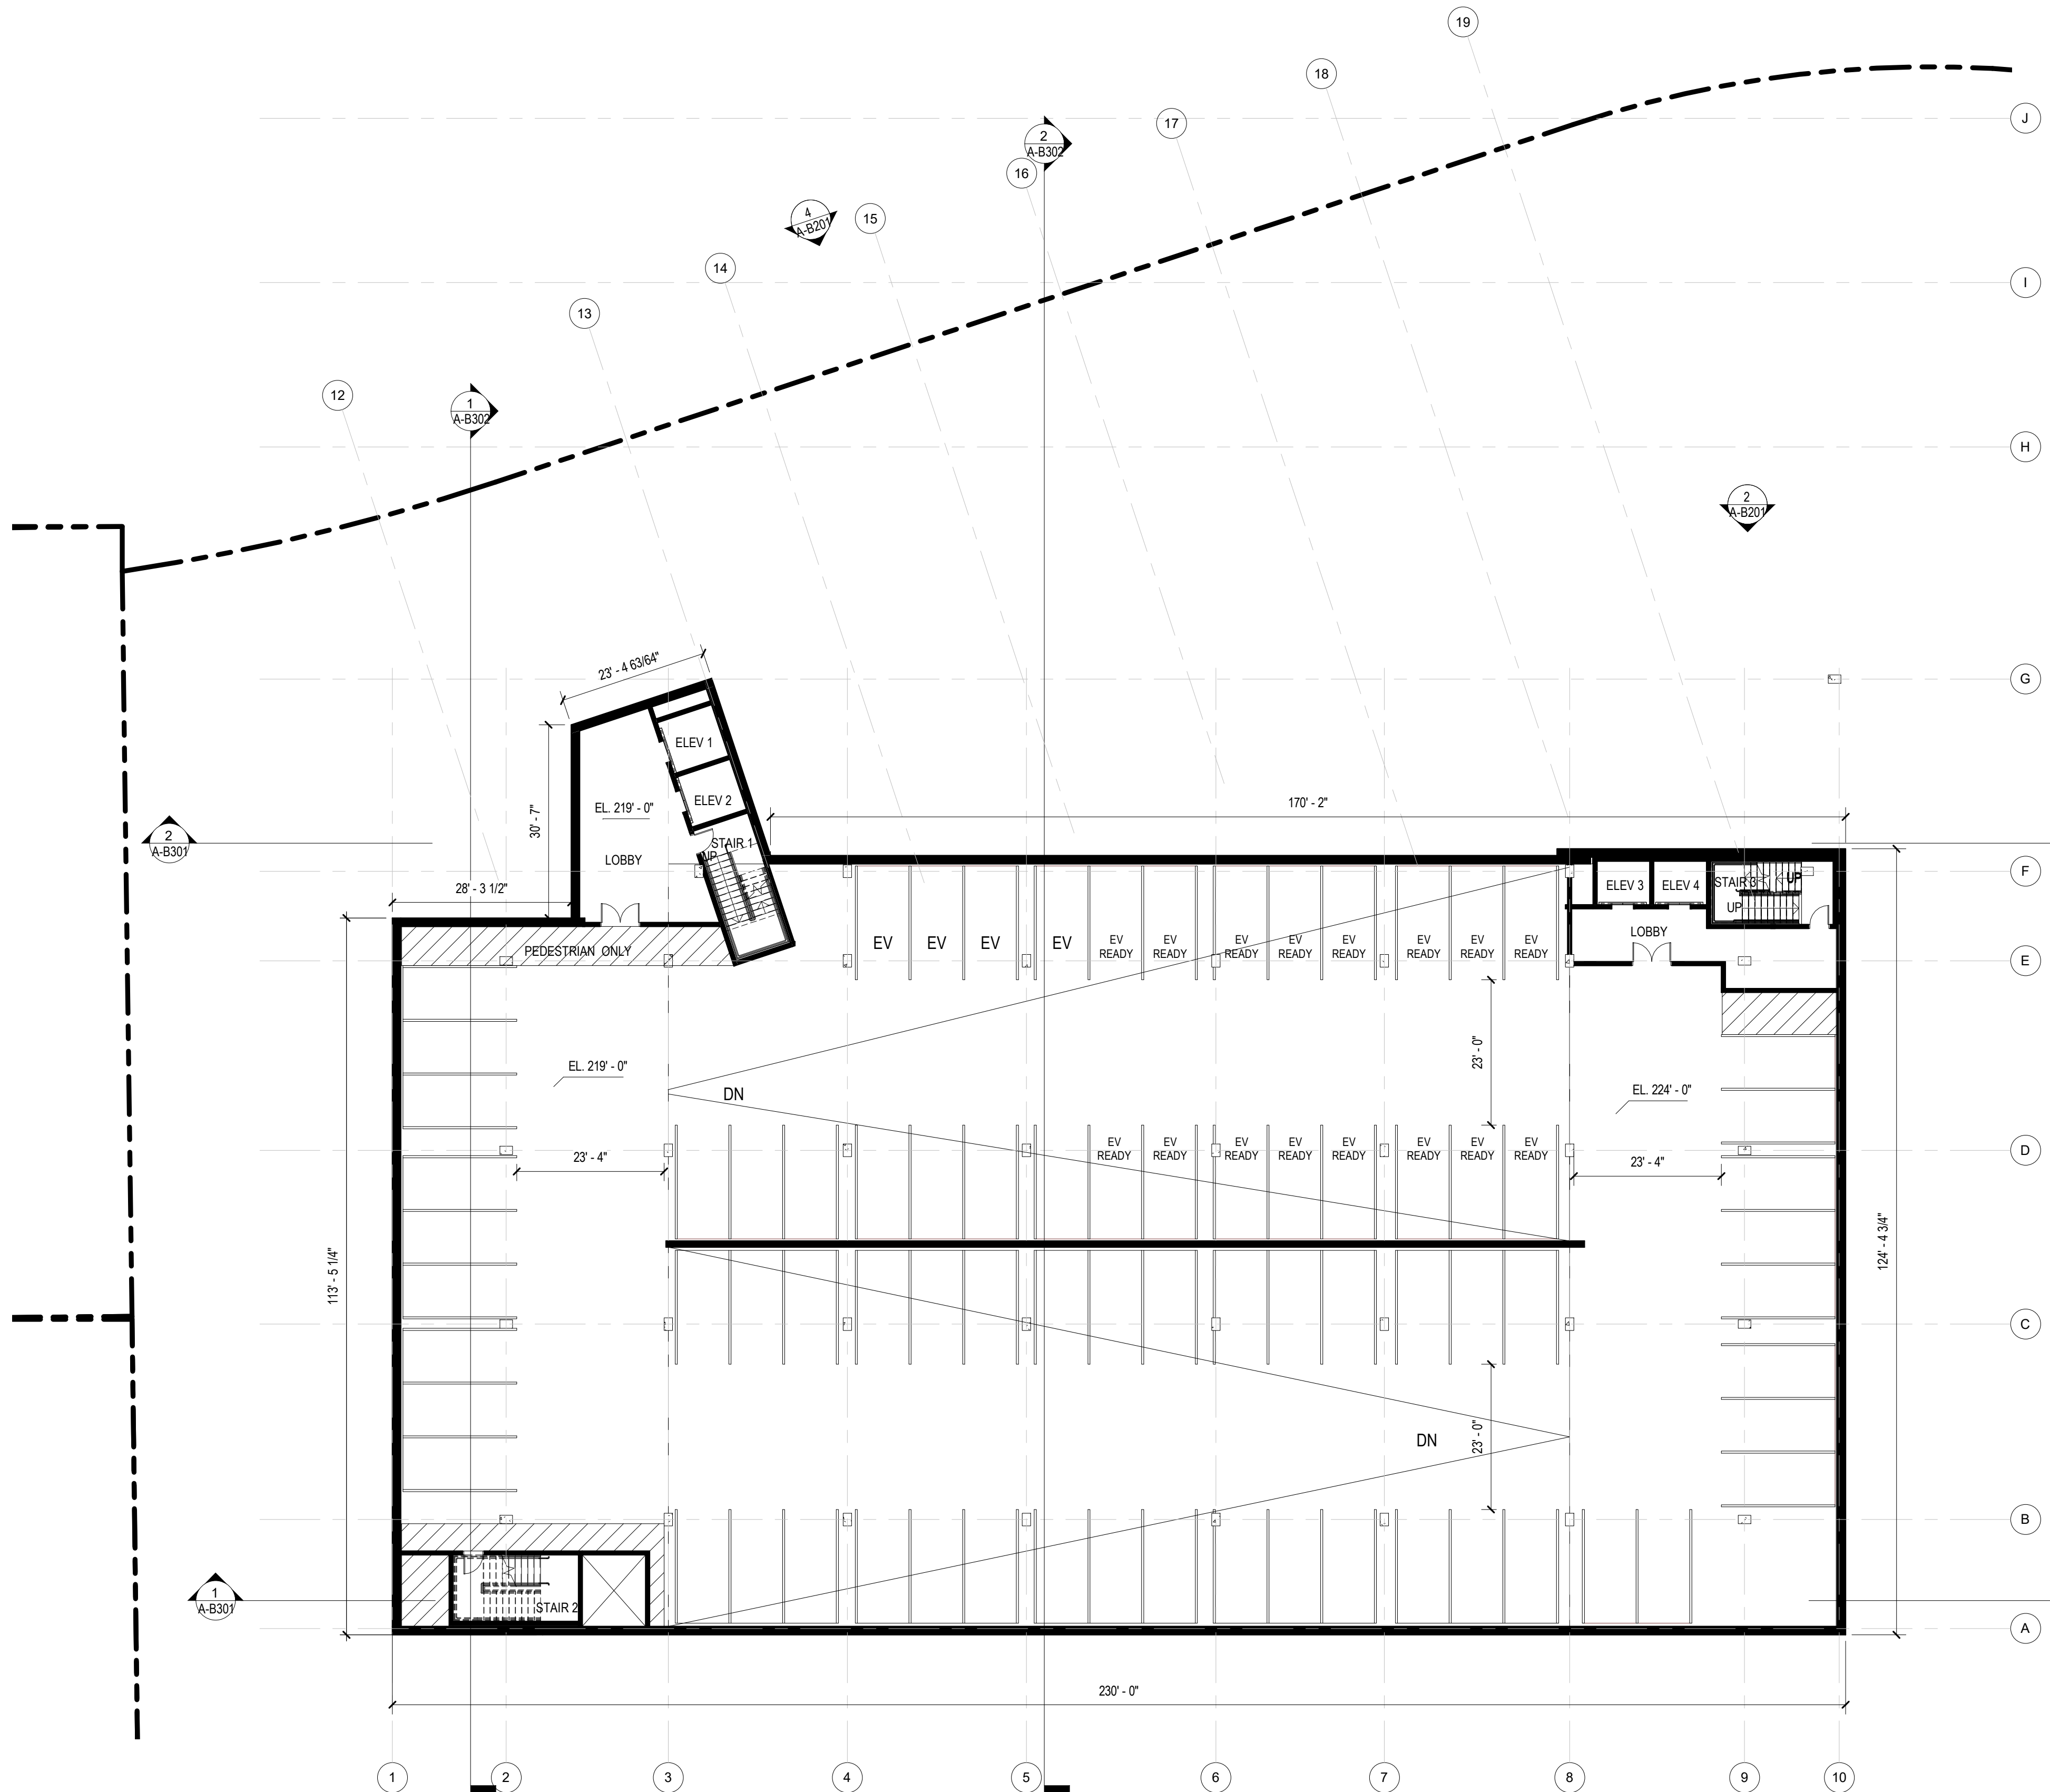 19
18
J
17
2
A-B302
16
4
A-B201
15
14
I
13
12
1
A-B302
H
2
A-B201
23' - 4 63/64"
G
ELEV 1
ELEV 2
EL. 219' - 0"
30' - 7"
170' - 2"
2
A-B301
STAIR 1
UP
LOBBY
F
28' - 3 1/2"
ELEV 3
ELEV 4
STAIR 3
UP
UP
LOBBY
PEDESTRIAN ONLY
EV
EV
EV
EV
EV
READY
EV
READY
EV
READY
EV
READY
EV
READY
EV
READY
EV
READY
EV
READY
EV
READY
E
23' - 0"
EL. 219' - 0"
DN
EL. 224' - 0"
EV
READY
EV
READY
EV
READY
EV
READY
EV
READY
EV
READY
EV
READY
EV
READY
D
23' - 4"
23' - 4"
113' - 5 1/4"
124' - 4 3/4"
C
DN
23' - 0"
B
1
A-B301
STAIR 2
A
230' - 0"
1
2
3
4
5
6
7
8
9
10